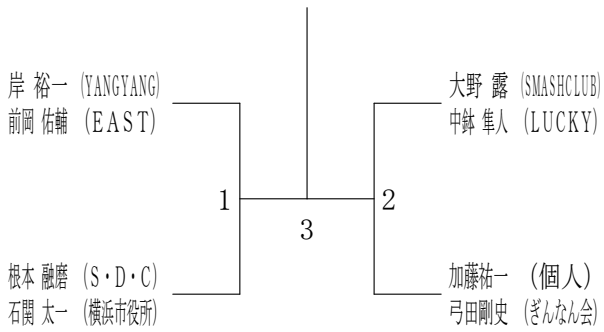 岸 裕一 (YANGYANG)
前岡 佑輔 (EAST)
大野 露 (SMASHCLUB)
中鉢 隼人 (LUCKY)
1
2
3
根本 融磨 (S・D・C)
石関 太一 (横浜市役所)
加藤祐一 (個人)
弓田剛史 (ぎんなん会)